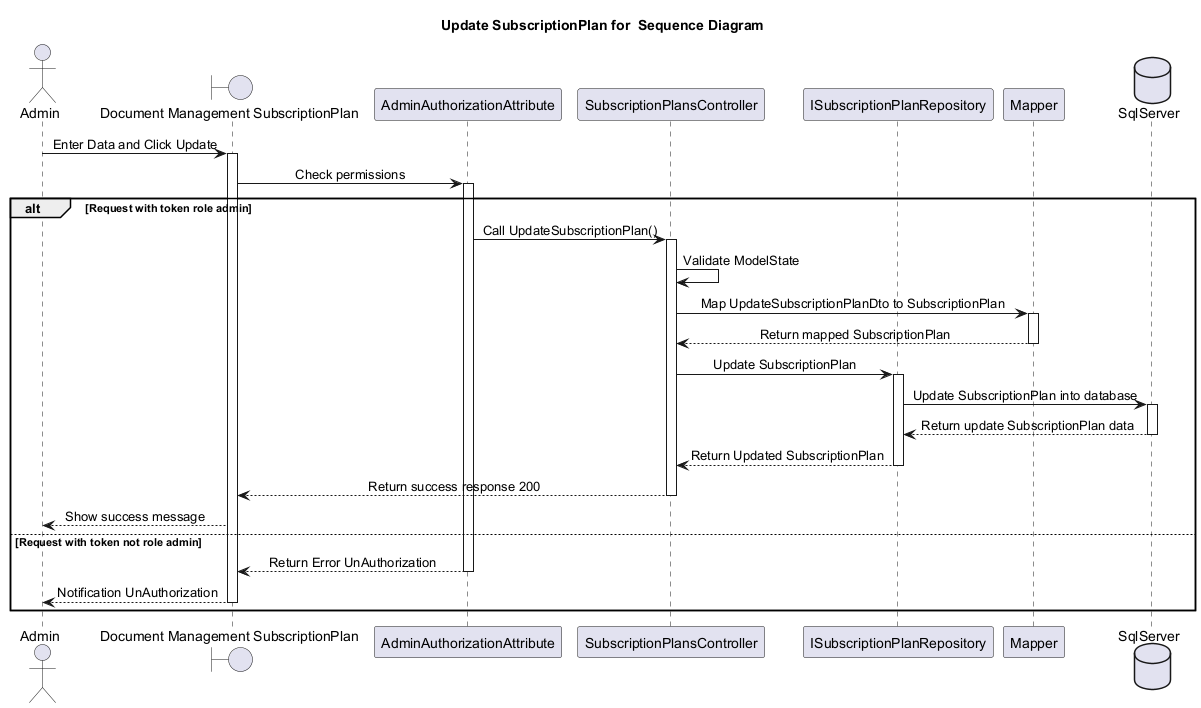 Update SubscriptionPlan for  Sequence Diagram
Admin
Document Management SubscriptionPlan
AdminAuthorizationAttribute
SubscriptionPlansController
ISubscriptionPlanRepository
Mapper
SqlServer
Enter Data and Click Update
Check permissions
alt
[Request with token role admin]
Call UpdateSubscriptionPlan()
Validate ModelState
Map UpdateSubscriptionPlanDto to SubscriptionPlan
Return mapped SubscriptionPlan
Update SubscriptionPlan
Update SubscriptionPlan into database
Return update SubscriptionPlan data
Return Updated SubscriptionPlan
Return success response 200
Show success message
[Request with token not role admin]
Return Error UnAuthorization
Notification UnAuthorization
Admin
Document Management SubscriptionPlan
AdminAuthorizationAttribute
SubscriptionPlansController
ISubscriptionPlanRepository
Mapper
SqlServer